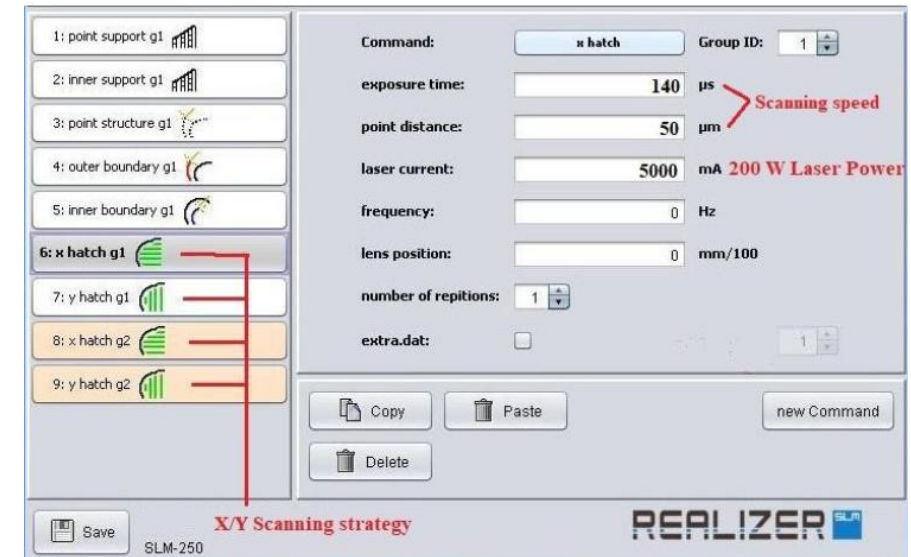 1: point support g1
2: inner support g1
3: point structure g1
4: outer boundary g1
5: inner boundary g1
6: x hatch g1
7: y hatch g1
8: x hatch g2
9: y hatch g2
Command: x hatch Group ID: 1
exposure time: 140 µs
Scanning speed
point distance: 50 µm
laser current: 5000 mA 200 W Laser Power
frequency: 0 Hz
lens position: 0 mm/100
number of repitions: 1
extra.dat: 1
Copy Paste new Command
Delete
Save SLM-250
X/Y Scanning strategy
REALIZER SLM